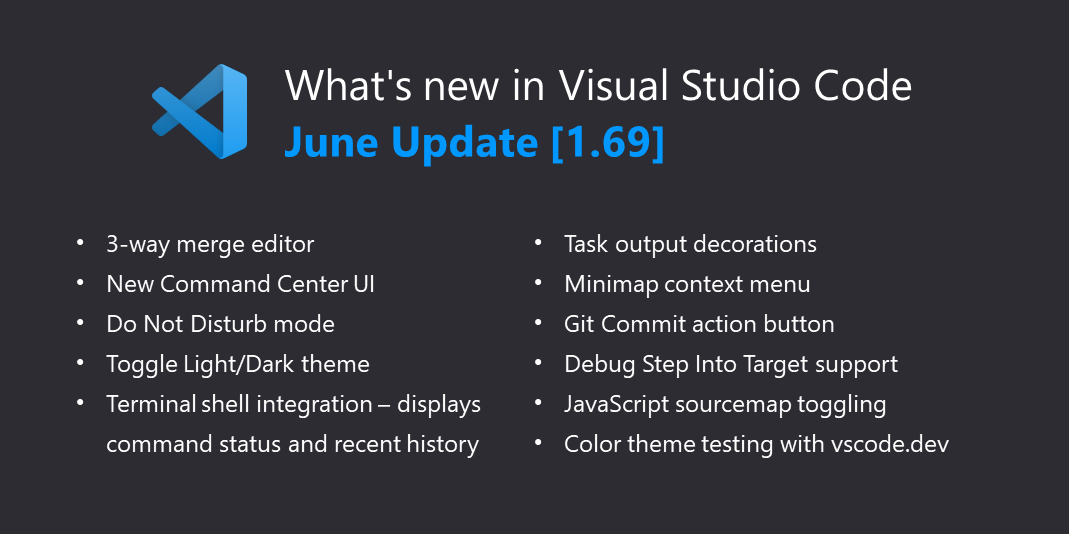 What's new in Visual Studio Code
June Update [1.69]
• 3-way merge editor
• New Command Center UI
• Do Not Disturb mode
• Toggle Light/Dark theme
• Terminal shell integration – displays
command status and recent history
• Task output decorations
• Minimap context menu
• Git Commit action button
• Debug Step Into Target support
• JavaScript sourcemap toggling
• Color theme testing with vscode.dev